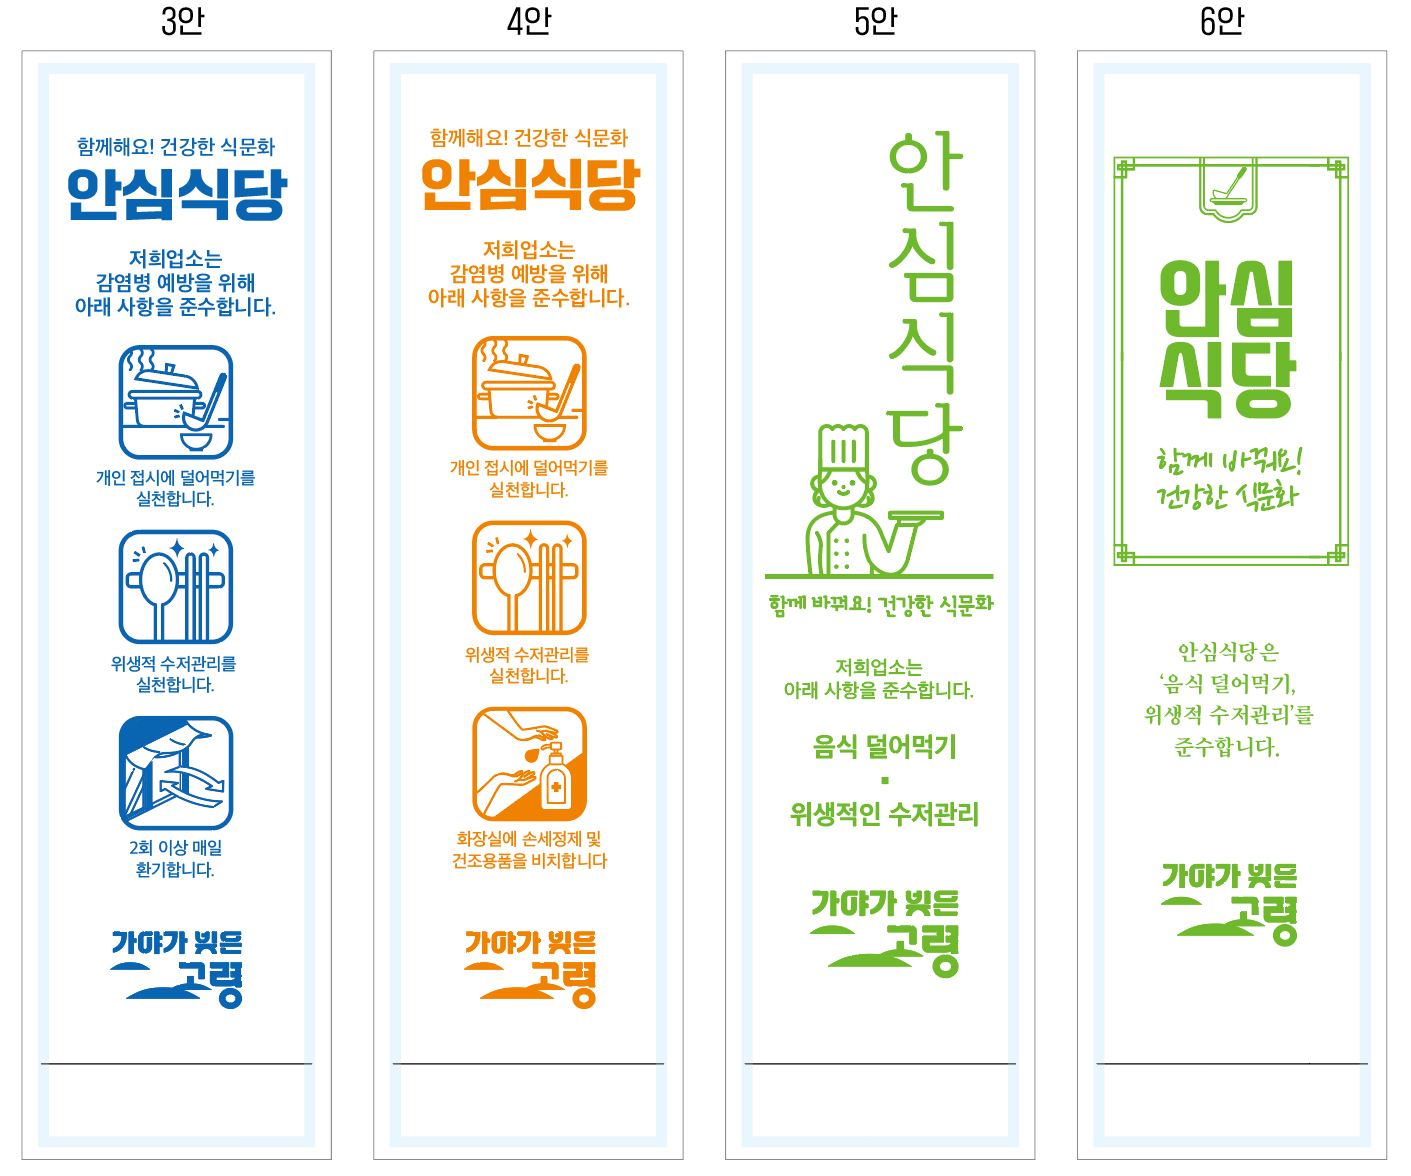 3안
함께해요! 건강한 식문화
안심식당
저희업소는
감염병 예방을 위해
아래 사항을 준수합니다.
개인 접시에 덜어먹기를
실천합니다.
위생적 수저관리를
실천합니다.
2회 이상 매일
환기합니다.
가야가 빚은
고령
4안
함께해요! 건강한 식문화
안심식당
저희업소는
감염병 예방을 위해
아래 사항을 준수합니다.
개인 접시에 덜어먹기를
실천합니다.
위생적 수저관리를
실천합니다.
화장실에 손세정제 및
건조용품을 비치합니다
가야가 빚은
고령
5안
안심식당
함께 바꿔요! 건강한 식문화
저희업소는
아래 사항을 준수합니다.
음식 덜어먹기
·
위생적인 수저관리
가야가 빚은
고령
6안
안심
식당
함께 바꿔요!
건강한 식문화
안심식당은
‘음식 덜어먹기,
위생적 수저관리’를
준수합니다.
가야가 빚은
고령